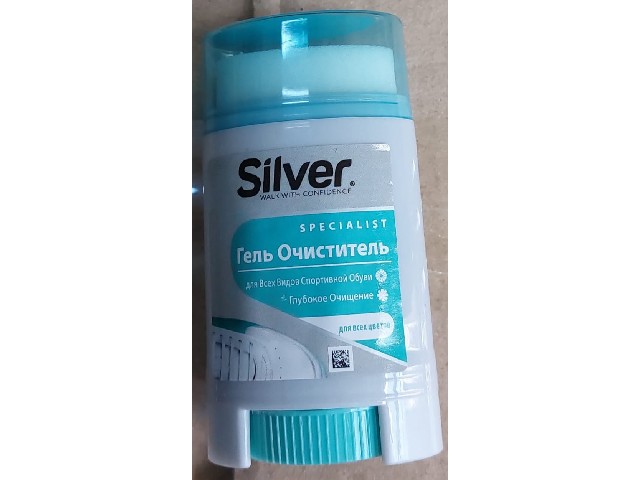 Silver®
WALK WITH CONFIDENCE
SPECIALIST
Гель Очиститель
для Всех Видов Спортивной Обуви
Глубокое Очищение
ДЛЯ ВСЕХ ЦВЕТОВ